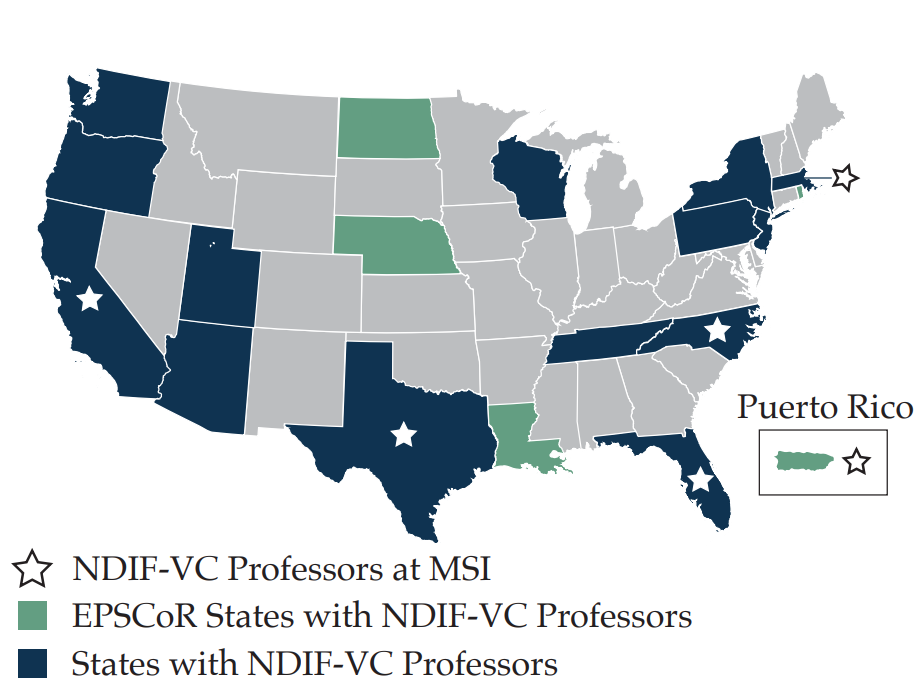 Puerto Rico
NDIF-VC Professors at MSI
EPSCoR States with NDIF-VC Professors
States with NDIF-VC Professors